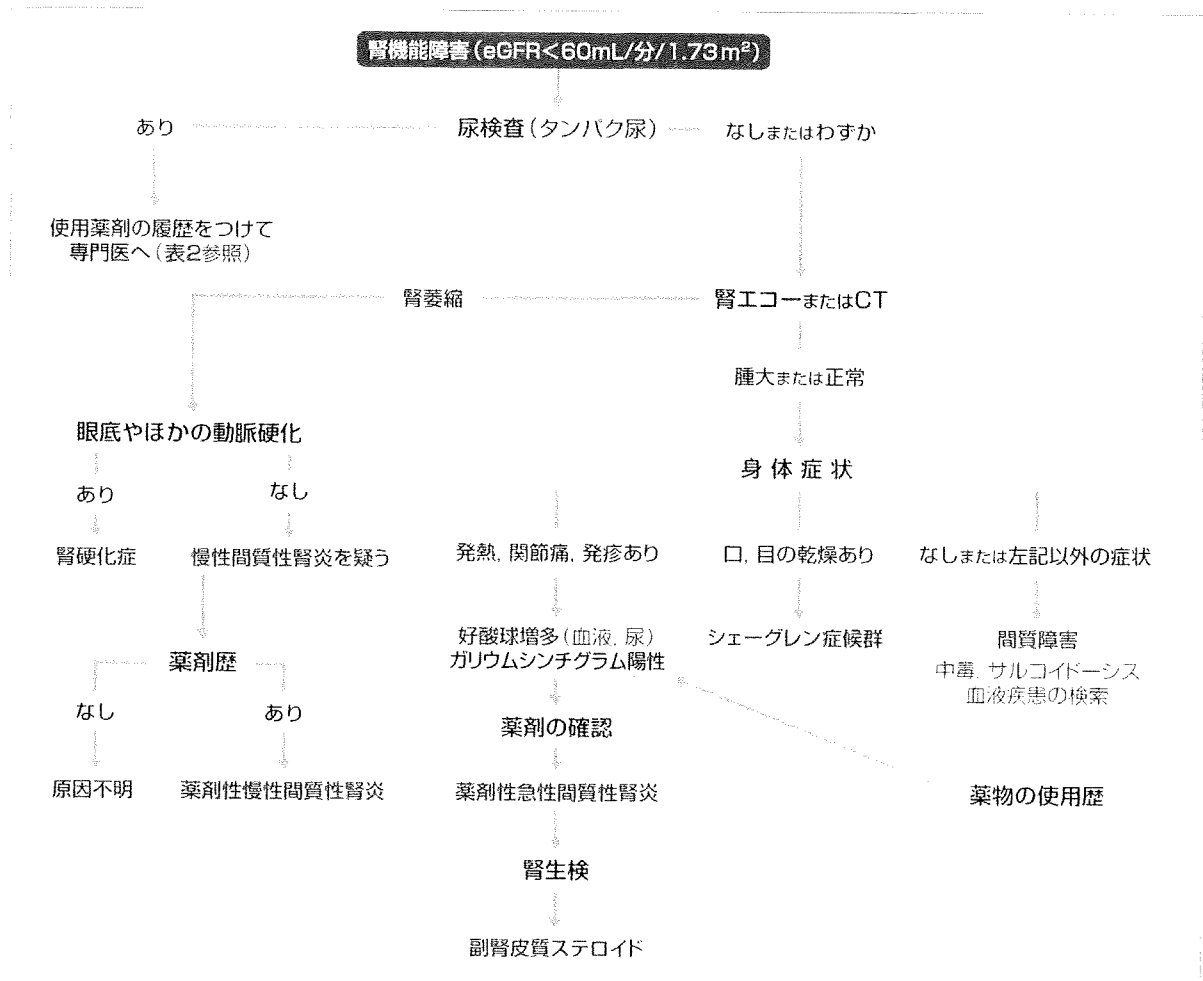 腎機能障害(eGFR<60mL/分/1.73m²)
あり
尿検査(タンパク尿)
なしまたはわずか
使用薬剤の履歴をつけて
専門医へ(表2参照)
腎萎縮
腎エコーまたはCT
腫大または正常
眼底やほかの動脈硬化
身体症状
あり
なし
腎硬化症
慢性間質性腎炎を疑う
発熱, 関節痛, 発疹あり
口, 目の乾燥あり
なしまたは左記以外の症状
薬剤歴
好酸球増多(血液, 尿)
ガリウムシンチグラム陽性
シェーグレン症候群
間質障害
中毒, サルコイドーシス
血液疾患の検索
なし
あり
薬剤の確認
原因不明
薬剤性慢性間質性腎炎
薬剤性急性間質性腎炎
薬物の使用歴
腎生検
副腎皮質ステロイド